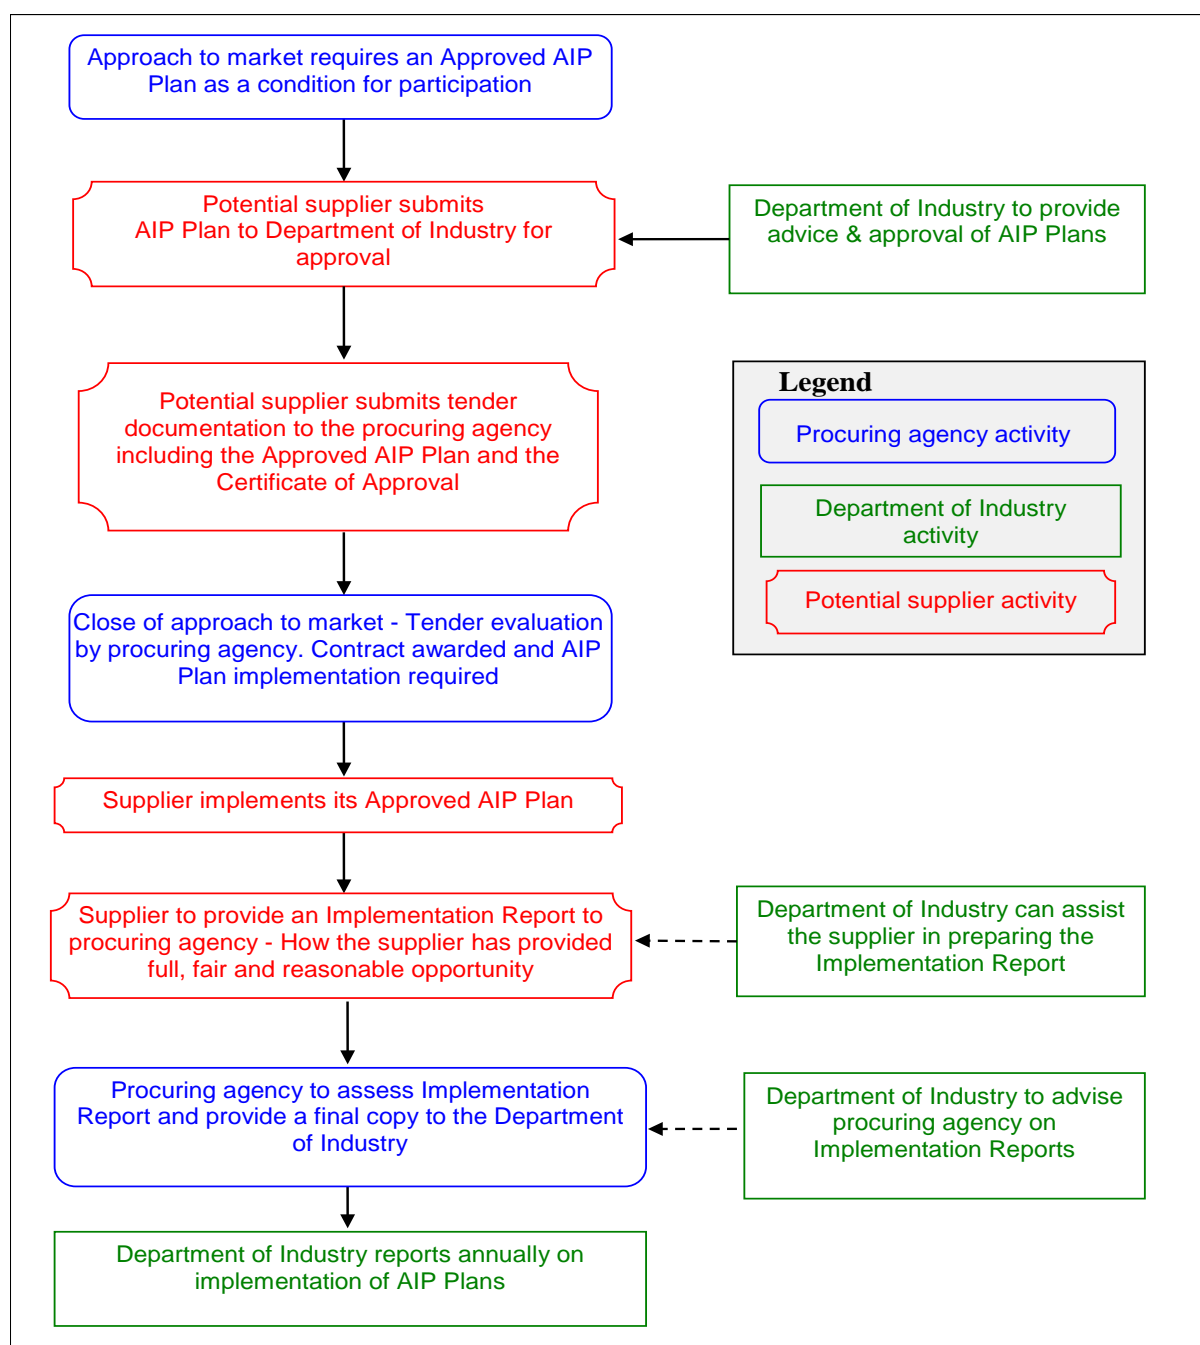 Approach to market requires an Approved AIP
Plan as a condition for participation
Potential supplier submits
AIP Plan to Department of Industry for
approval
Department of Industry to provide
advice & approval of AIP Plans
Potential supplier submits tender
documentation to the procuring agency
including the Approved AIP Plan and the
Certificate of Approval
Legend
Procuring agency activity
Department of Industry
activity
Potential supplier activity
Close of approach to market - Tender evaluation
by procuring agency. Contract awarded and AIP
Plan implementation required
Supplier implements its Approved AIP Plan
Supplier to provide an Implementation Report to
procuring agency - How the supplier has provided
full, fair and reasonable opportunity
Department of Industry can assist
the supplier in preparing the
Implementation Report
Procuring agency to assess Implementation
Report and provide a final copy to the Department
of Industry
Department of Industry to advise
procuring agency on
Implementation Reports
Department of Industry reports annually on
implementation of AIP Plans